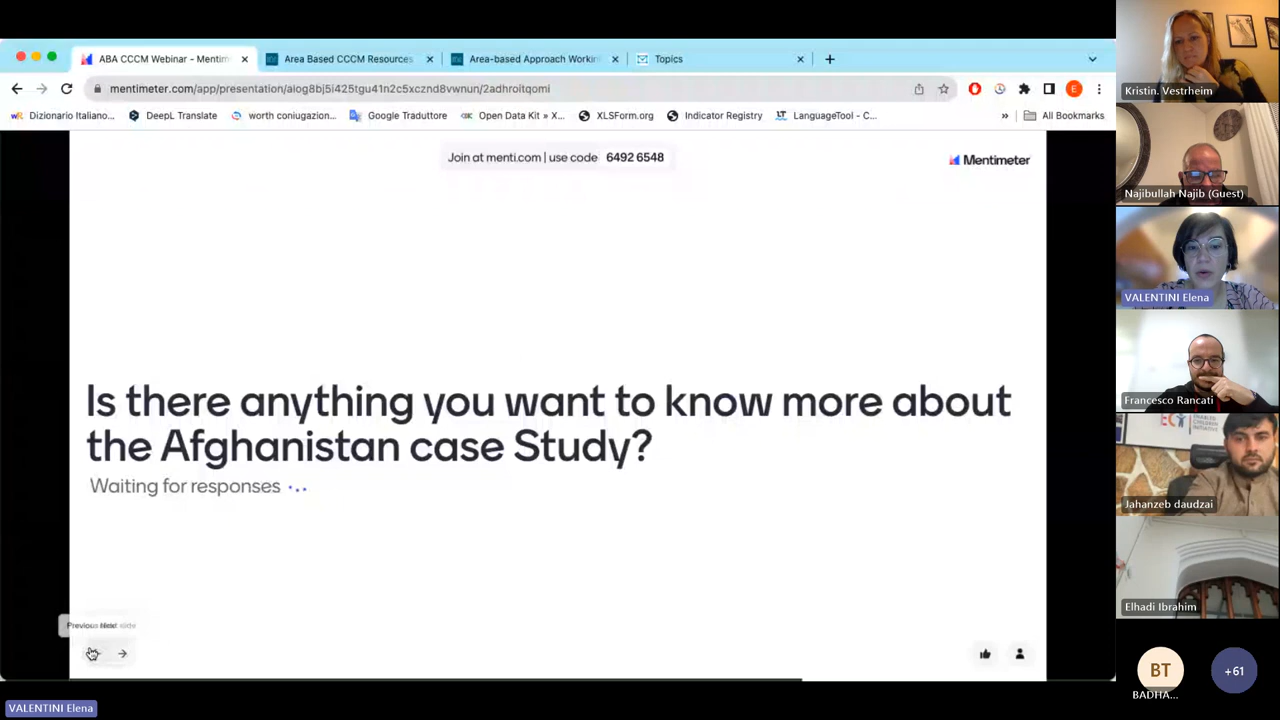 ABA CCCM Webinar - Mentim
Area Based CCCM Resources
Area-based Approach Workin
Topics
mentimeter.com/app/presentation/alog8bj5i425tgu41n2c5xcznd8vwnun/2adhroitqomi
E
Dizionario Italiano...
DeepL Translate
worth coniugazion...
Google Traduttore
Open Data Kit » X...
XLSForm.org
Indicator Registry
LanguageTool - C...
»
All Bookmarks
Join at menti.com | use code 6492 6548
Mentimeter
Is there anything you want to know more about
the Afghanistan case Study?
Waiting for responses
VALENTINI Elena
Kristin. Vestrheim
Najibullah Najib (Guest)
VALENTINI Elena
Francesco Rancati
Jahanzeb daudzai
Elhadi Ibrahim
BT
BADHA...
+61